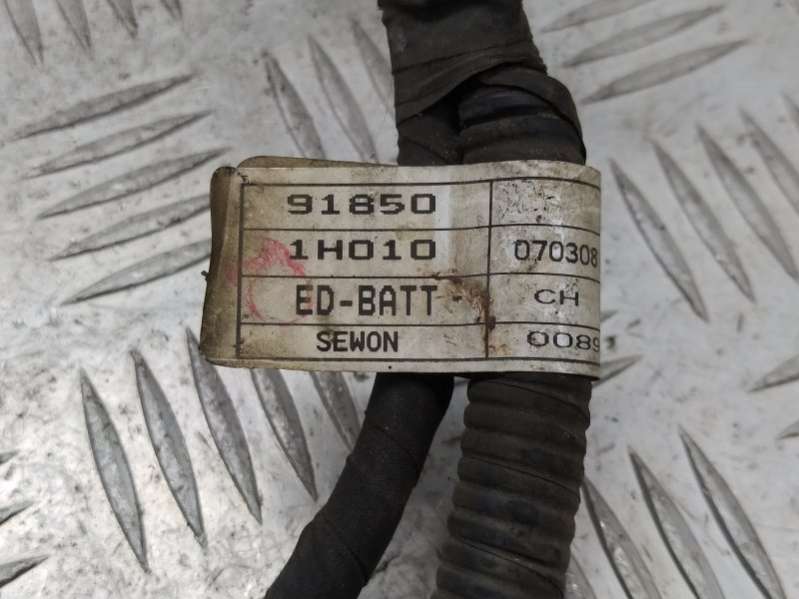 91850
1H010 070308
ED-BATT CH
SEWON 0089